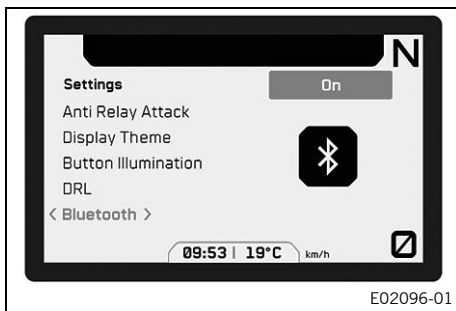 N
Settings
On
Anti Relay Attack
Display Theme
Button Illumination
DRL
< Bluetooth >
09:53 | 19°C
km/h
E02096-01